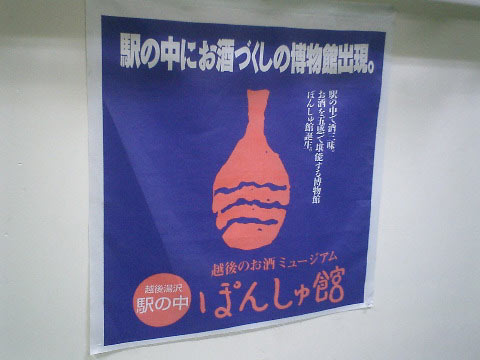 駅の中にお酒づくしの博物館出現。
駅の中で酒三昧。
お酒を五感で堪能する博物館
ぽんしゅ館誕生。
越後のお酒ミュージアム
越後湯沢
駅の中
ぽんしゅ館